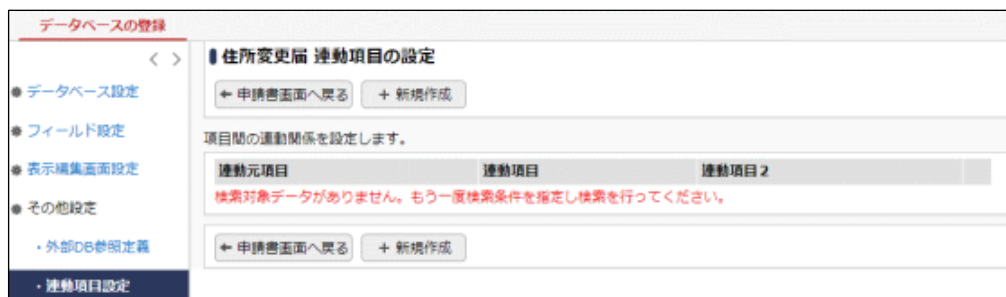 データベースの登録
< >
住所変更届 連動項目の設定
データベース設定
← 申請書画面へ戻る + 新規作成
フィールド設定
項目間の連動関係を設定します。
表示編集画面設定
連動元項目 連動項目 連動項目2
検索対象データがありません。もう一度検索条件を指定し検索を行ってください。
その他設定
・外部DB参照定義
← 申請書画面へ戻る + 新規作成
・連動項目設定